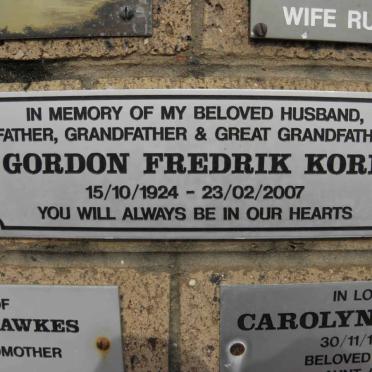 WIFE RU
IN MEMORY OF MY BELOVED HUSBAND,
FATHER, GRANDFATHER & GREAT GRANDFATH
GORDON FREDRIK KOR
15/10/1924 - 23/02/2007
YOU WILL ALWAYS BE IN OUR HEARTS
OF
AWKES
DMOTHER
IN LO
CAROLYN
30/11/1
BELOVED